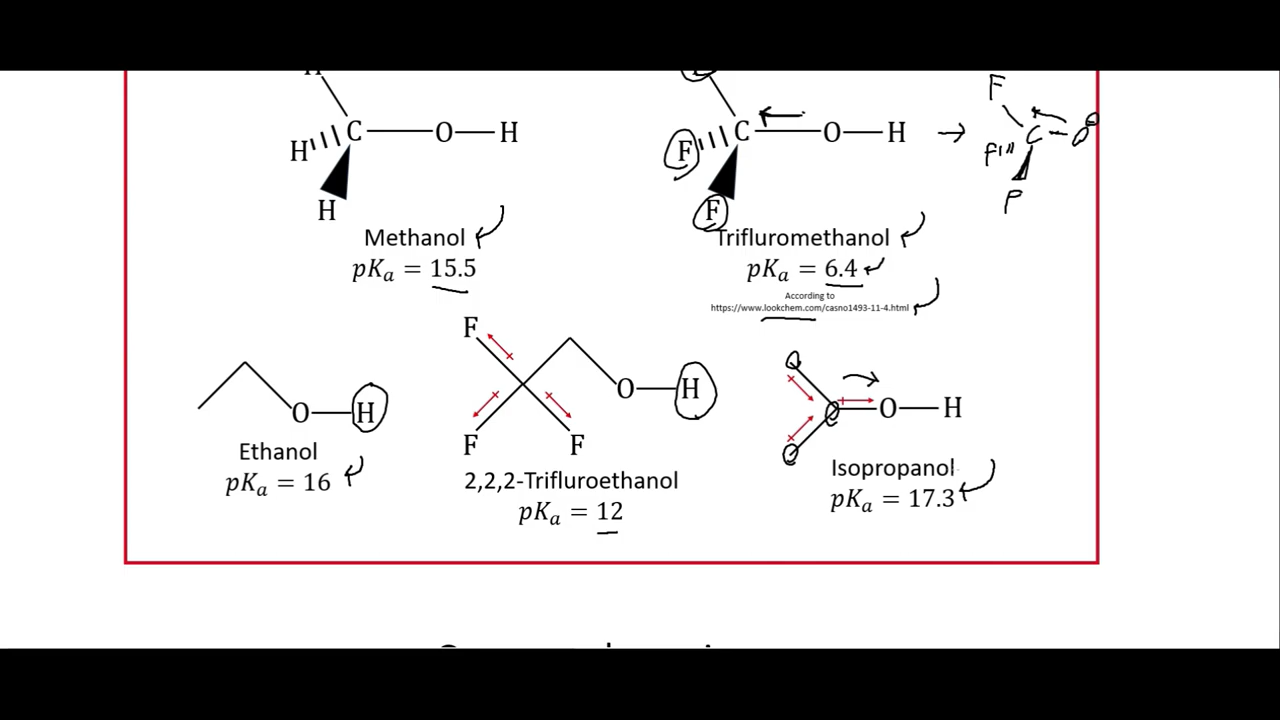 H
C
O
H
H
H
Methanol
pKₐ = 15.5
F
C
O
H
F
F
Trifluromethanol
pKₐ = 6.4
According to
https://www.lookchem.com/casno1493-11-4.html
F
C
O
F
F
O
H
Ethanol
pKₐ = 16
F
O
H
F
F
2,2,2-Trifluroethanol
pKₐ = 12
O
H
Isopropanol
pKₐ = 17.3